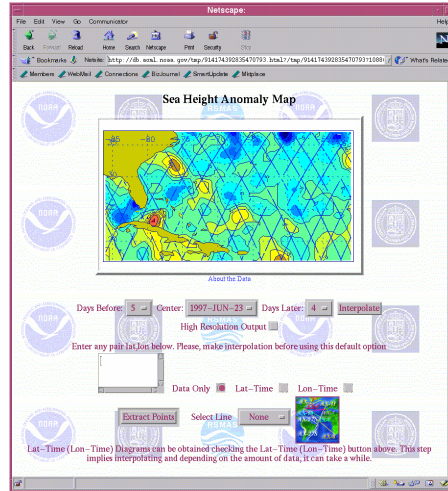 Netscape:
File Edit View Go Communicator Help
Back Forward Reload Home Search Netscape Print Security Stop
Bookmarks Netsite: http://db.aoml.noaa.gov/tmp/914174392835470793.html?/tmp/91417439283547079310880 What's Related
Members WebMail Connections BizJournal SmartUpdate Mktplace
Sea Height Anomaly Map
-85 -80 -75
About the Data
Days Before: 5 Center: 1997-JUN-23 Days Later: 4 Interpolate
High Resolution Output
Enter any pair lat,lon below. Please, make interpolation before using this default option
Data Only Lat-Time Lon-Time
Extract Points Select Line None
Lat-Time (Lon-Time) Diagrams can be obtained checking the Lat-Time (Lon-Time) button above. This step
implies interpolating and depending on the amount of data, it can take a while.